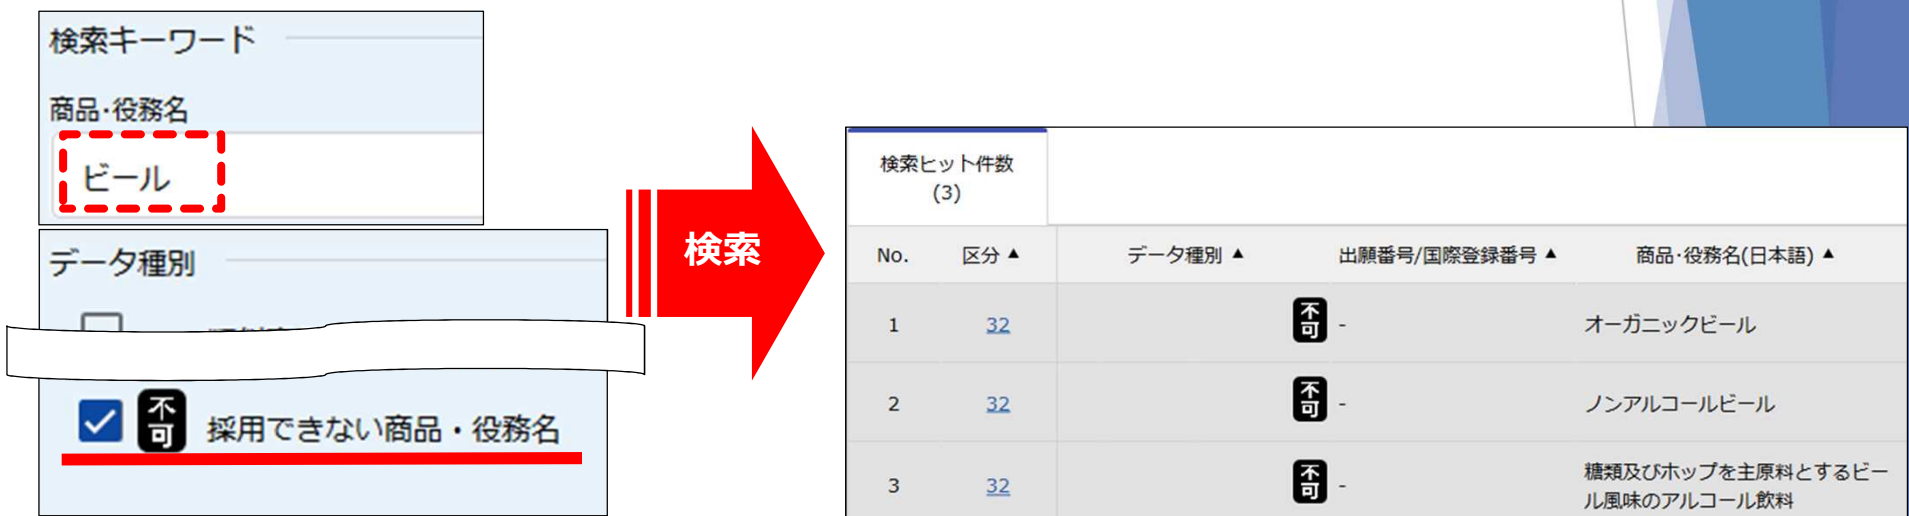 検索キーワード
商品・役務名
ビール
データ種別
不可 採用できない商品・役務名
検索
検索ヒット件数
(3)
No. 区分 ▲ データ種別 ▲ 出願番号/国際登録番号 ▲ 商品・役務名(日本語) ▲
1 32 不可 - オーガニックビール
2 32 不可 - ノンアルコールビール
3 32 不可 - 糖類及びホップを主原料とするビー
ル風味のアルコール飲料